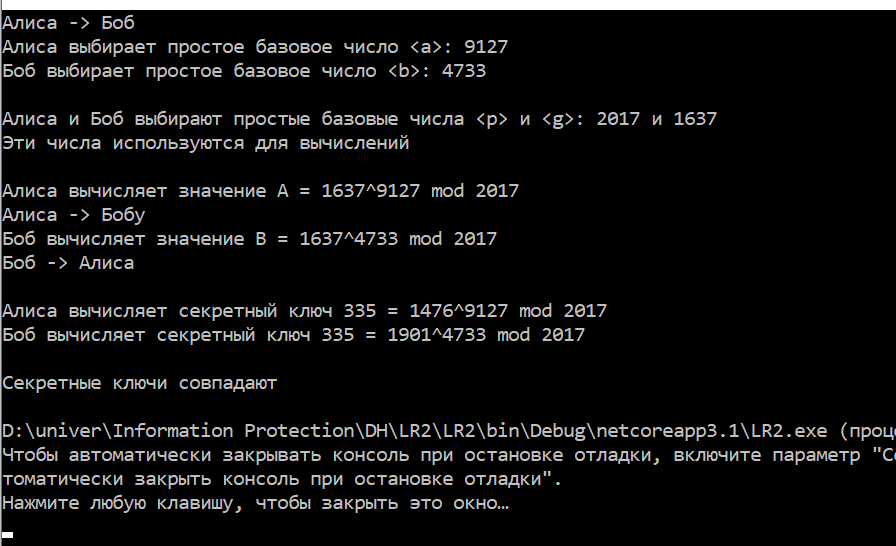 Алиса -> Боб
Алиса выбирает простое базовое число <a>: 9127
Боб выбирает простое базовое число <b>: 4733
Алиса и Боб выбирают простые базовые числа <p> и <g>: 2017 и 1637
Эти числа используются для вычислений
Алиса вычисляет значение A = 1637^9127 mod 2017
Алиса -> Бобу
Боб вычисляет значение B = 1637^4733 mod 2017
Боб -> Алиса
Алиса вычисляет секретный ключ 335 = 1476^9127 mod 2017
Боб вычисляет секретный ключ 335 = 1901^4733 mod 2017
Секретные ключи совпадают
D:\univer\Information Protection\DH\LR2\LR2\bin\Debug\netcoreapp3.1\LR2.exe (проц
Чтобы автоматически закрывать консоль при остановке отладки, включите параметр "С
томатически закрыть консоль при остановке отладки".
Нажмите любую клавишу, чтобы закрыть это окно…